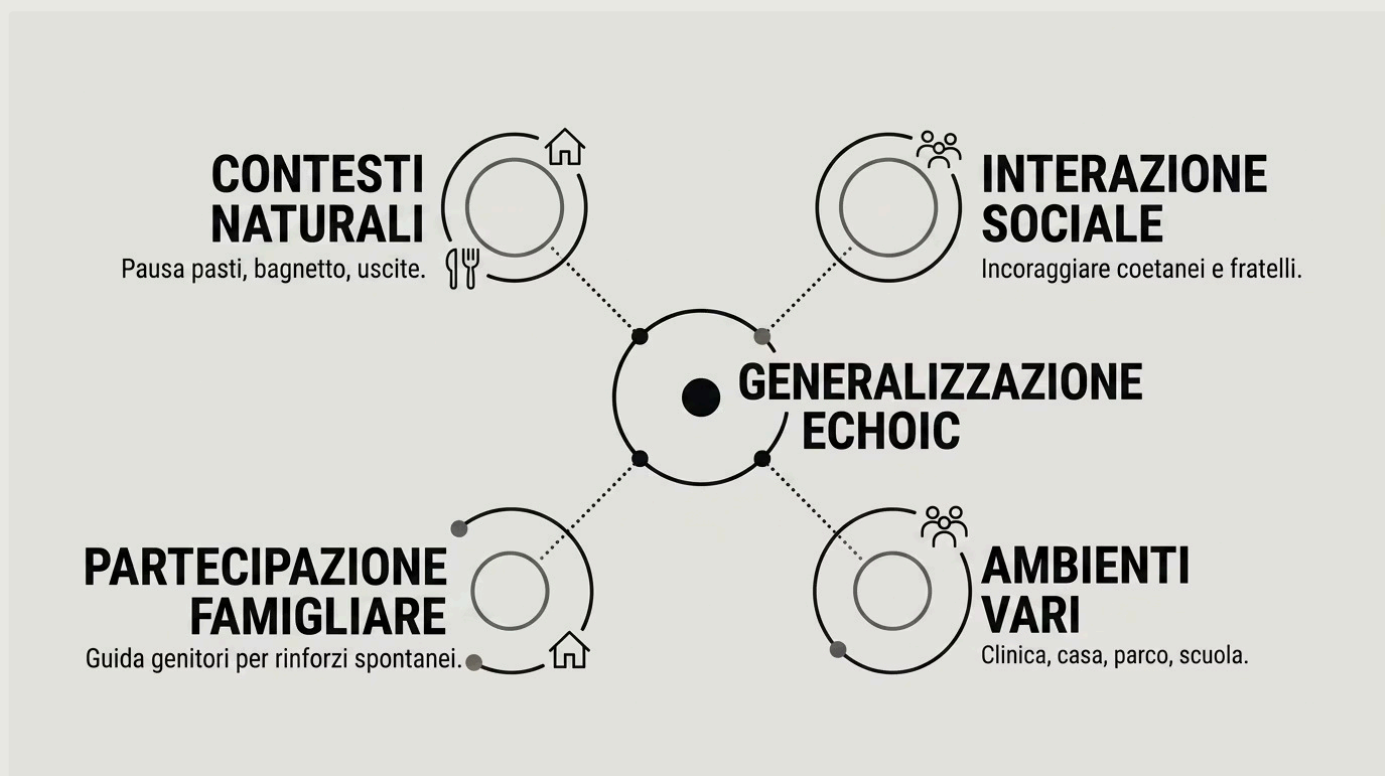 CONTESTI
NATURALI
Pausa pasti, bagnetto, uscite.
INTERAZIONE
SOCIALE
Incoraggiare coetanei e fratelli.
GENERALIZZAZIONE
ECHOIC
PARTECIPAZIONE
FAMIGLIARE
Guida genitori per rinforzi spontanei.
AMBIENTI
VARI
Clinica, casa, parco, scuola.